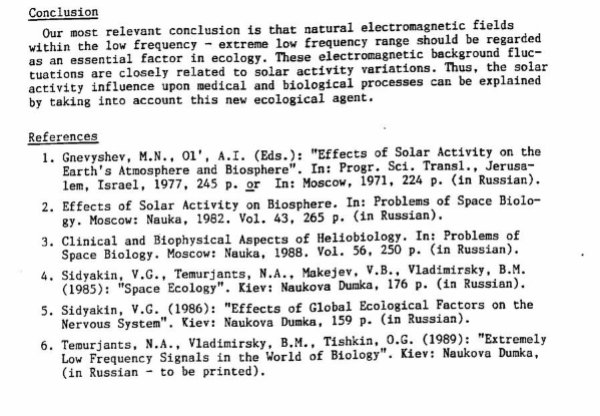 Conclusion
Our most relevant conclusion is that natural electromagnetic fields
within the low frequency - extreme low frequency range should be regarded
as an essential factor in ecology. These electromagnetic background fluc-
tuations are closely related to solar activity variations. Thus, the solar
activity influence upon medical and biological processes can be explained
by taking into account this new ecological agent.
References
1. Gnevyshev, M.N., Ol', A.I. (Eds.): "Effects of Solar Activity on the
Earth's Atmosphere and Biosphere". In: Progr. Sci. Transl., Jerusa-
lem, Israel, 1977, 245 p. or In: Moscow, 1971, 224 p. (in Russian).
2. Effects of Solar Activity on Biosphere. In: Problems of Space Biolo-
gy. Moscow: Nauka, 1982. Vol. 43, 265 p. (in Russian).
3. Clinical and Biophysical Aspects of Heliobiology. In: Problems of
Space Biology. Moscow: Nauka, 1988. Vol. 56, 250 p. (in Russian).
4. Sidyakin, V.G., Temurjants, N.A., Makejev, V.B., Vladimirsky, B.M.
(1985): "Space Ecology". Kiev: Naukova Dumka, 176 p. (in Russian).
5. Sidyakin, V.G. (1986): "Effects of Global Ecological Factors on the
Nervous System". Kiev: Naukova Dumka, 159 p. (in Russian).
6. Temurjants, N.A., Vladimirsky, B.M., Tishkin, O.G. (1989): "Extremely
Low Frequency Signals in the World of Biology". Kiev: Naukova Dumka,
(in Russian - to be printed).